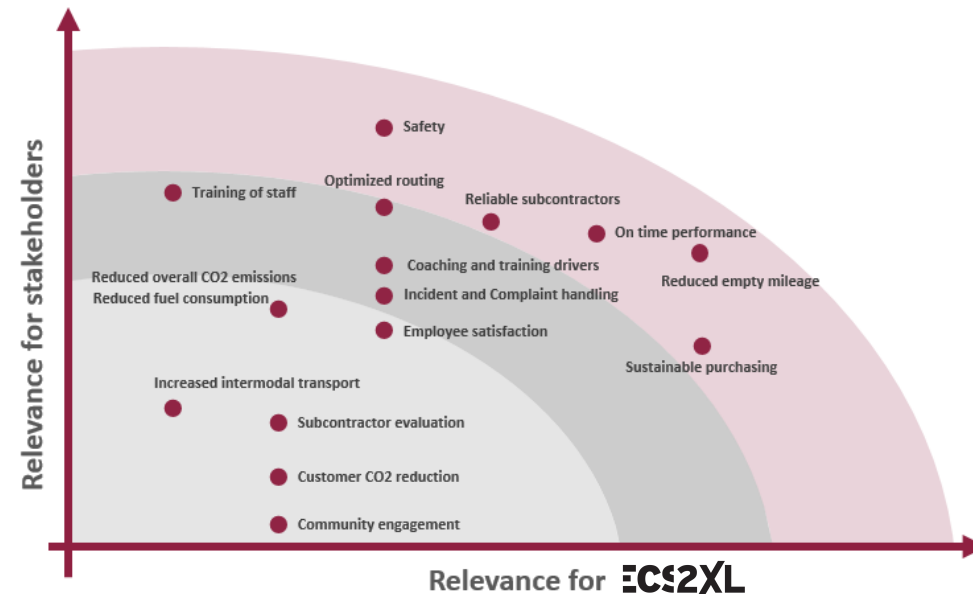 Relevance for stakeholders
Safety
Optimized routing
Training of staff
Reliable subcontractors
On time performance
Coaching and training drivers
Reduced overall CO2 emissions
Reduced fuel consumption
Reduced empty mileage
Incident and Complaint handling
Employee satisfaction
Sustainable purchasing
Increased intermodal transport
Subcontractor evaluation
Customer CO2 reduction
Community engagement
Relevance for ECS2XL